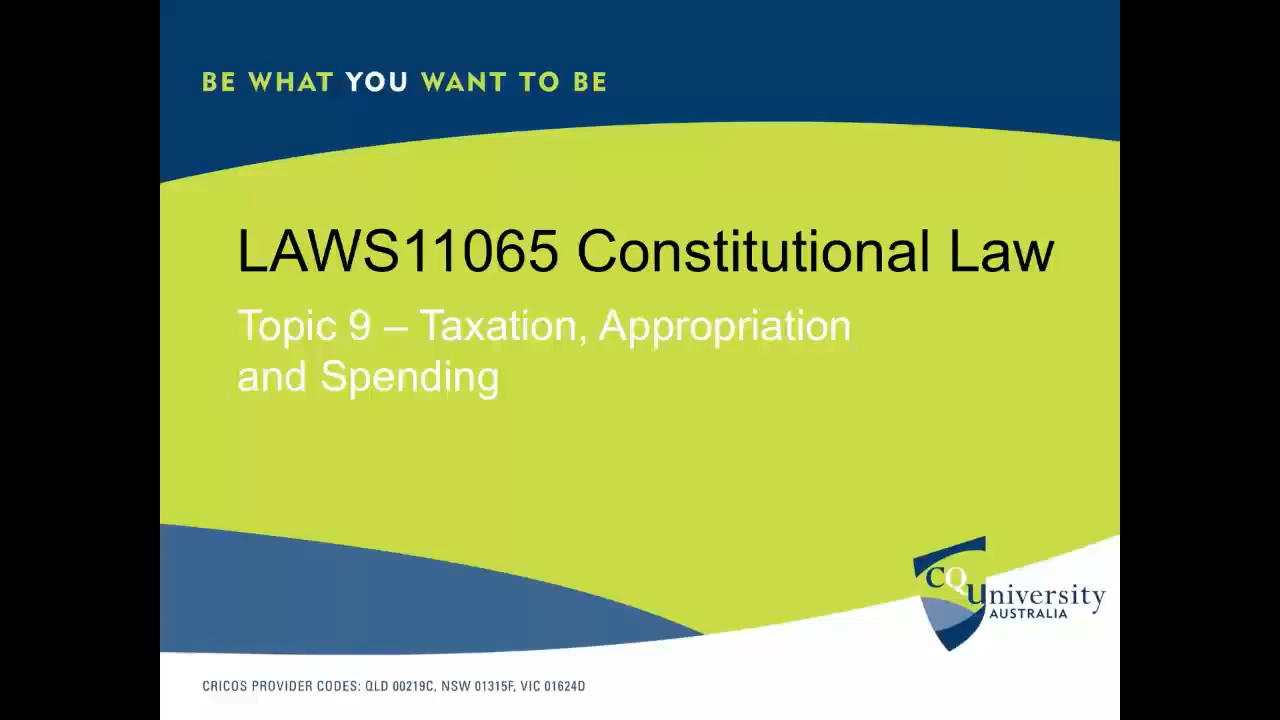 BE WHAT YOU WANT TO BE
LAWS11065 Constitutional Law
Topic 9 – Taxation, Appropriation
and Spending
CQUniversity
AUSTRALIA
CRICOS PROVIDER CODES: QLD 00219C, NSW 01315F, VIC 01624D